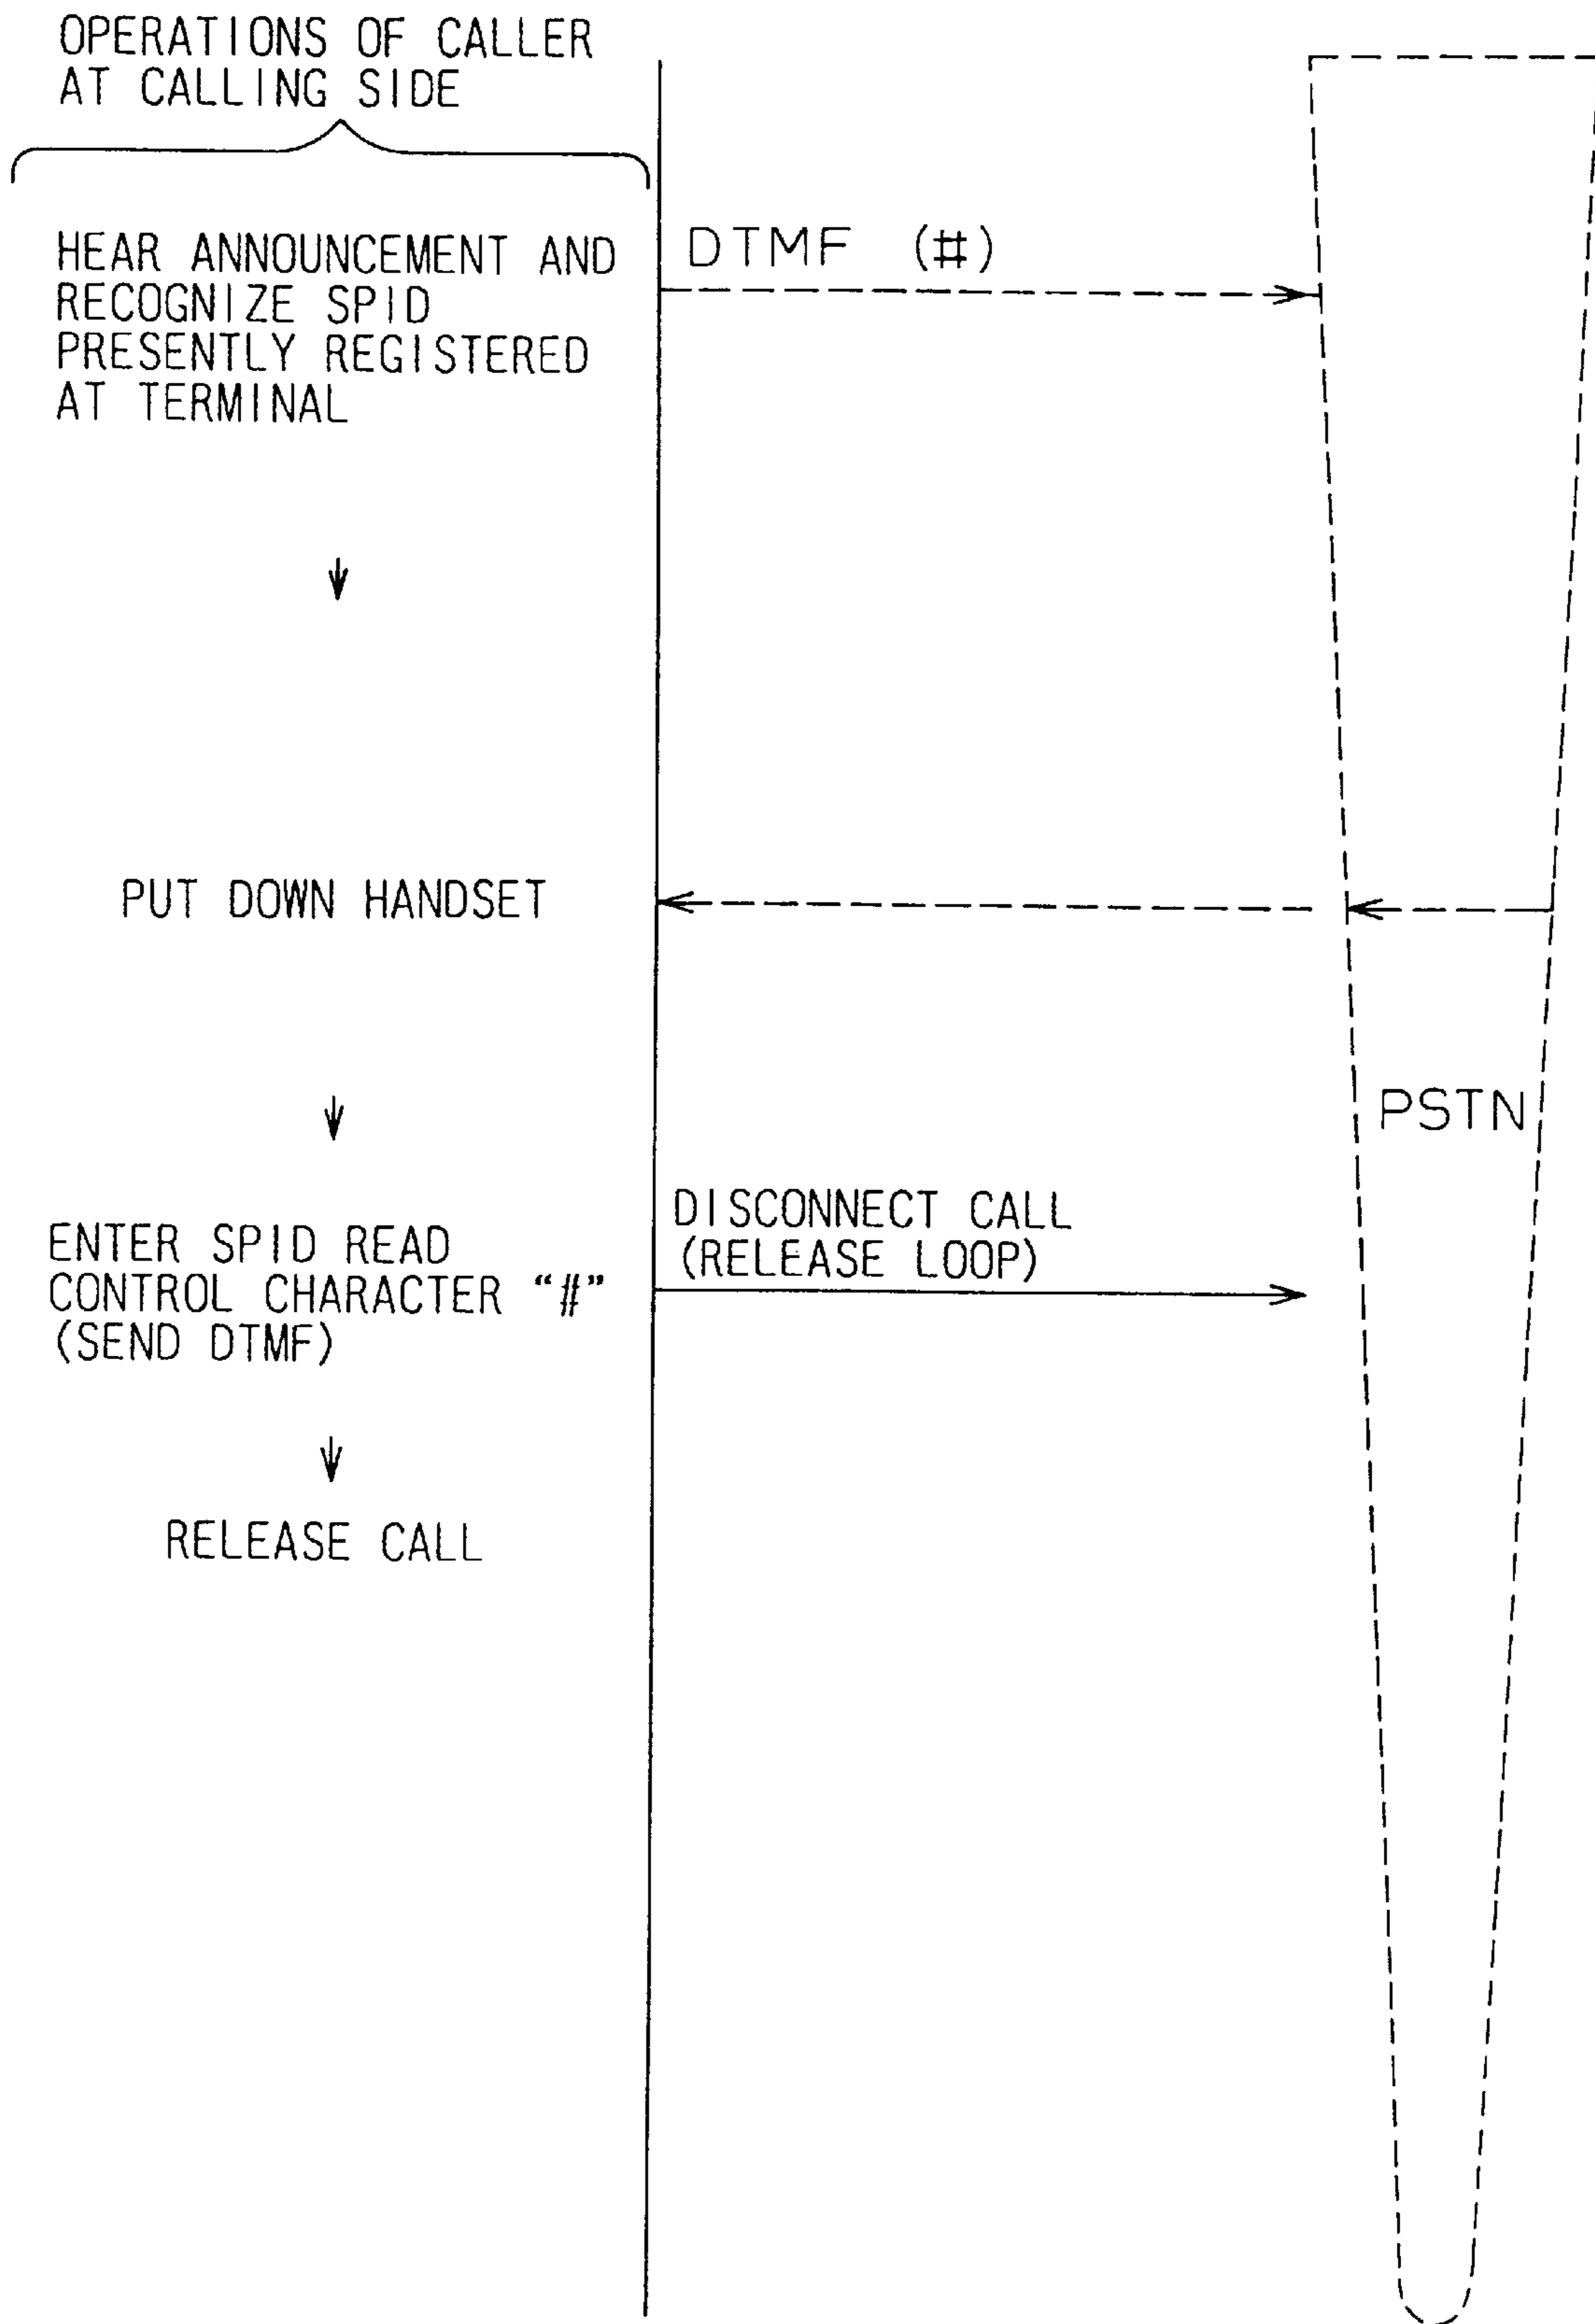 OPERATIONS OF CALLER
AT CALLING SIDE
HEAR ANNOUNCEMENT AND
RECOGNIZE SPID
PRESENTLY REGISTERED
AT TERMINAL
DTMF (#)
PUT DOWN HANDSET
PSTN
ENTER SPID READ
CONTROL CHARACTER “#”
(SEND DTMF)
DISCONNECT CALL
(RELEASE LOOP)
RELEASE CALL